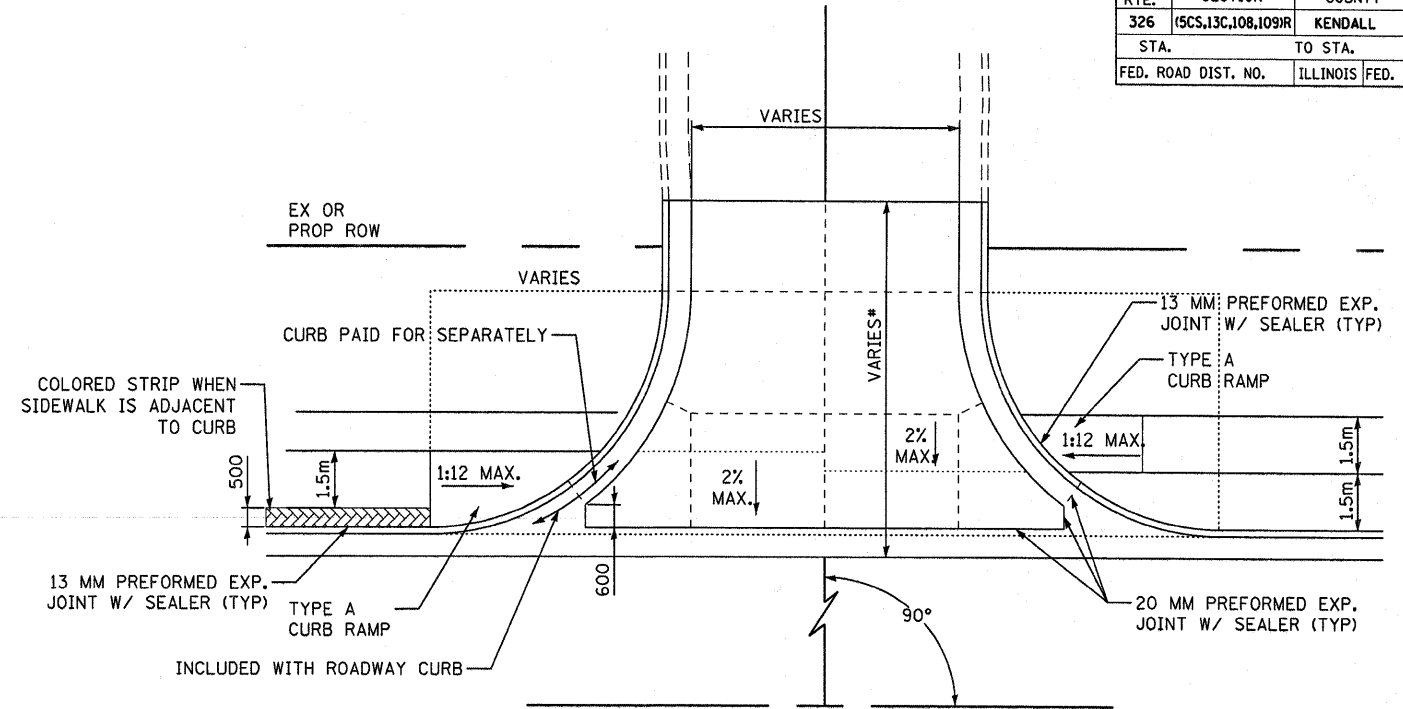 326 (5CS,13C,108,109)R KENDALL
STA. TO STA.
FED. ROAD DIST. NO. ILLINOIS FED.
VARIES
EX OR
PROP ROW
VARIES
CURB PAID FOR SEPARATELY
13 MM PREFORMED EXP.
JOINT W/ SEALER (TYP)
TYPE A
CURB RAMP
COLORED STRIP WHEN
SIDEWALK IS ADJACENT
TO CURB
VARIES#
500
1.5m
1:12 MAX.
2%
MAX.
2%
MAX.
1:12 MAX.
1.5m
1.5m
600
13 MM PREFORMED EXP.
JOINT W/ SEALER (TYP)
TYPE A
CURB RAMP
INCLUDED WITH ROADWAY CURB
90°
20 MM PREFORMED EXP.
JOINT W/ SEALER (TYP)